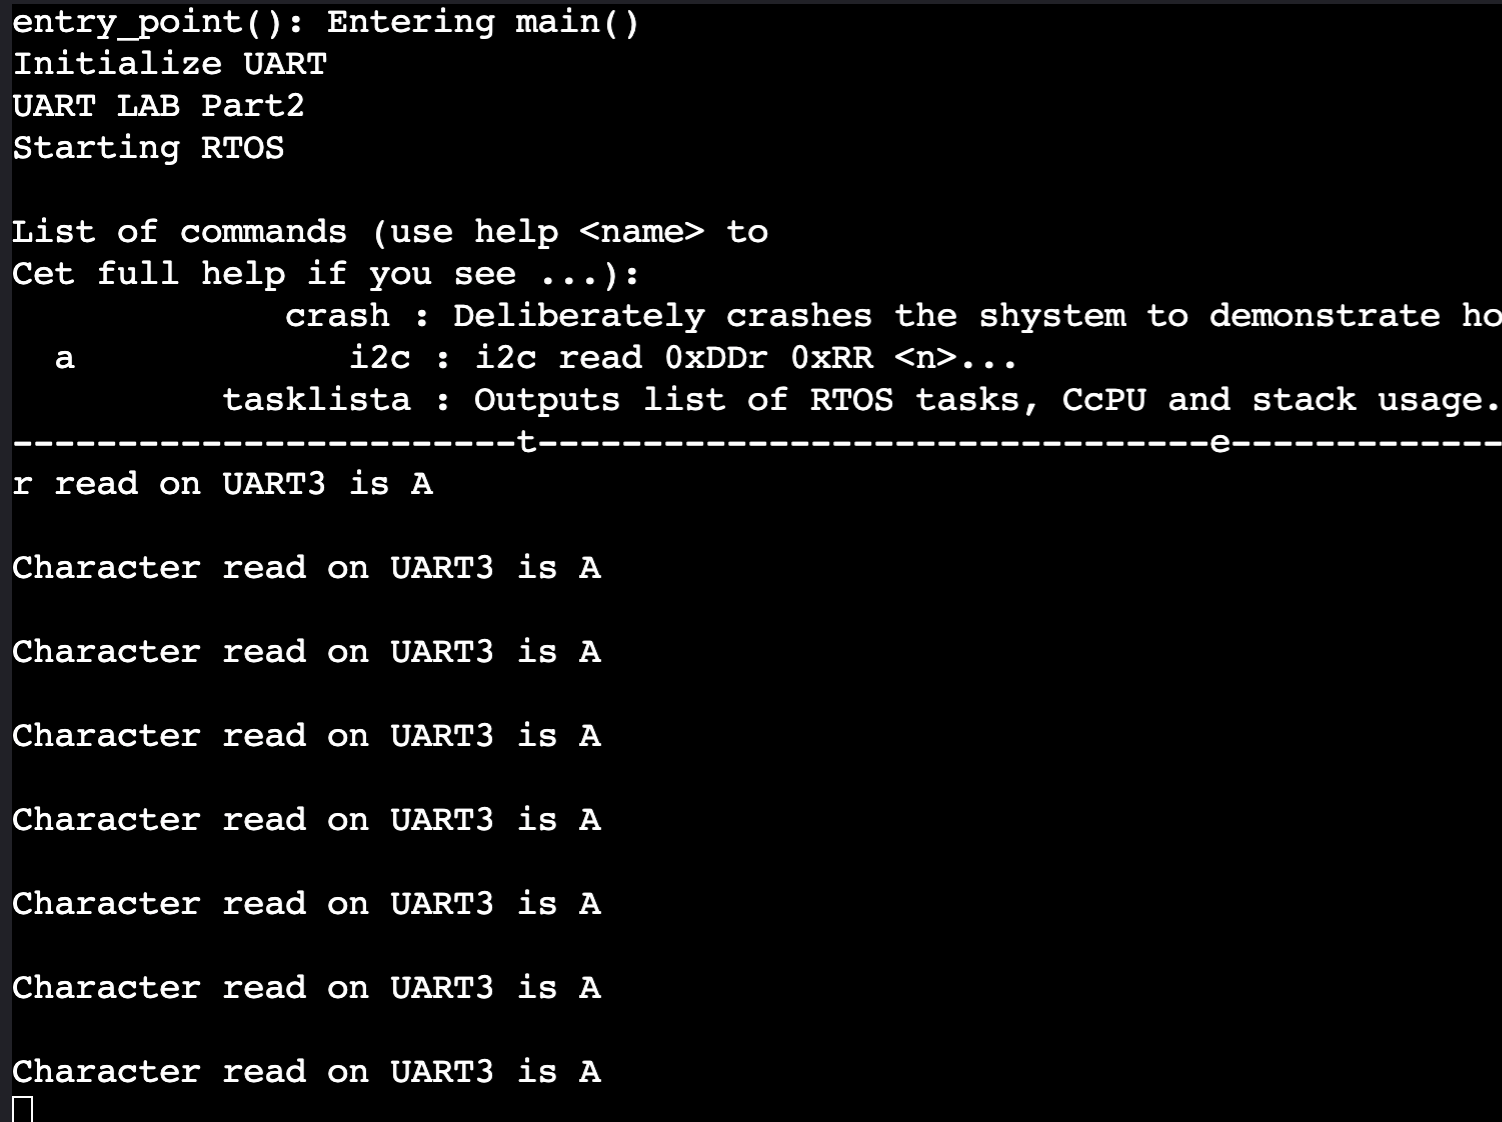 entry_point(): Entering main()
Initialize UART
UART LAB Part2
Starting RTOS
List of commands (use help <name> to
Cet full help if you see ...):
crash : Deliberately crashes the shystem to demonstrate ho
a i2c : i2c read 0xDDr 0xRR <n>...
tasklista : Outputs list of RTOS tasks, CcPU and stack usage.
------------------------t--------------------------------e-------------
r read on UART3 is A
Character read on UART3 is A
Character read on UART3 is A
Character read on UART3 is A
Character read on UART3 is A
Character read on UART3 is A
Character read on UART3 is A
Character read on UART3 is A